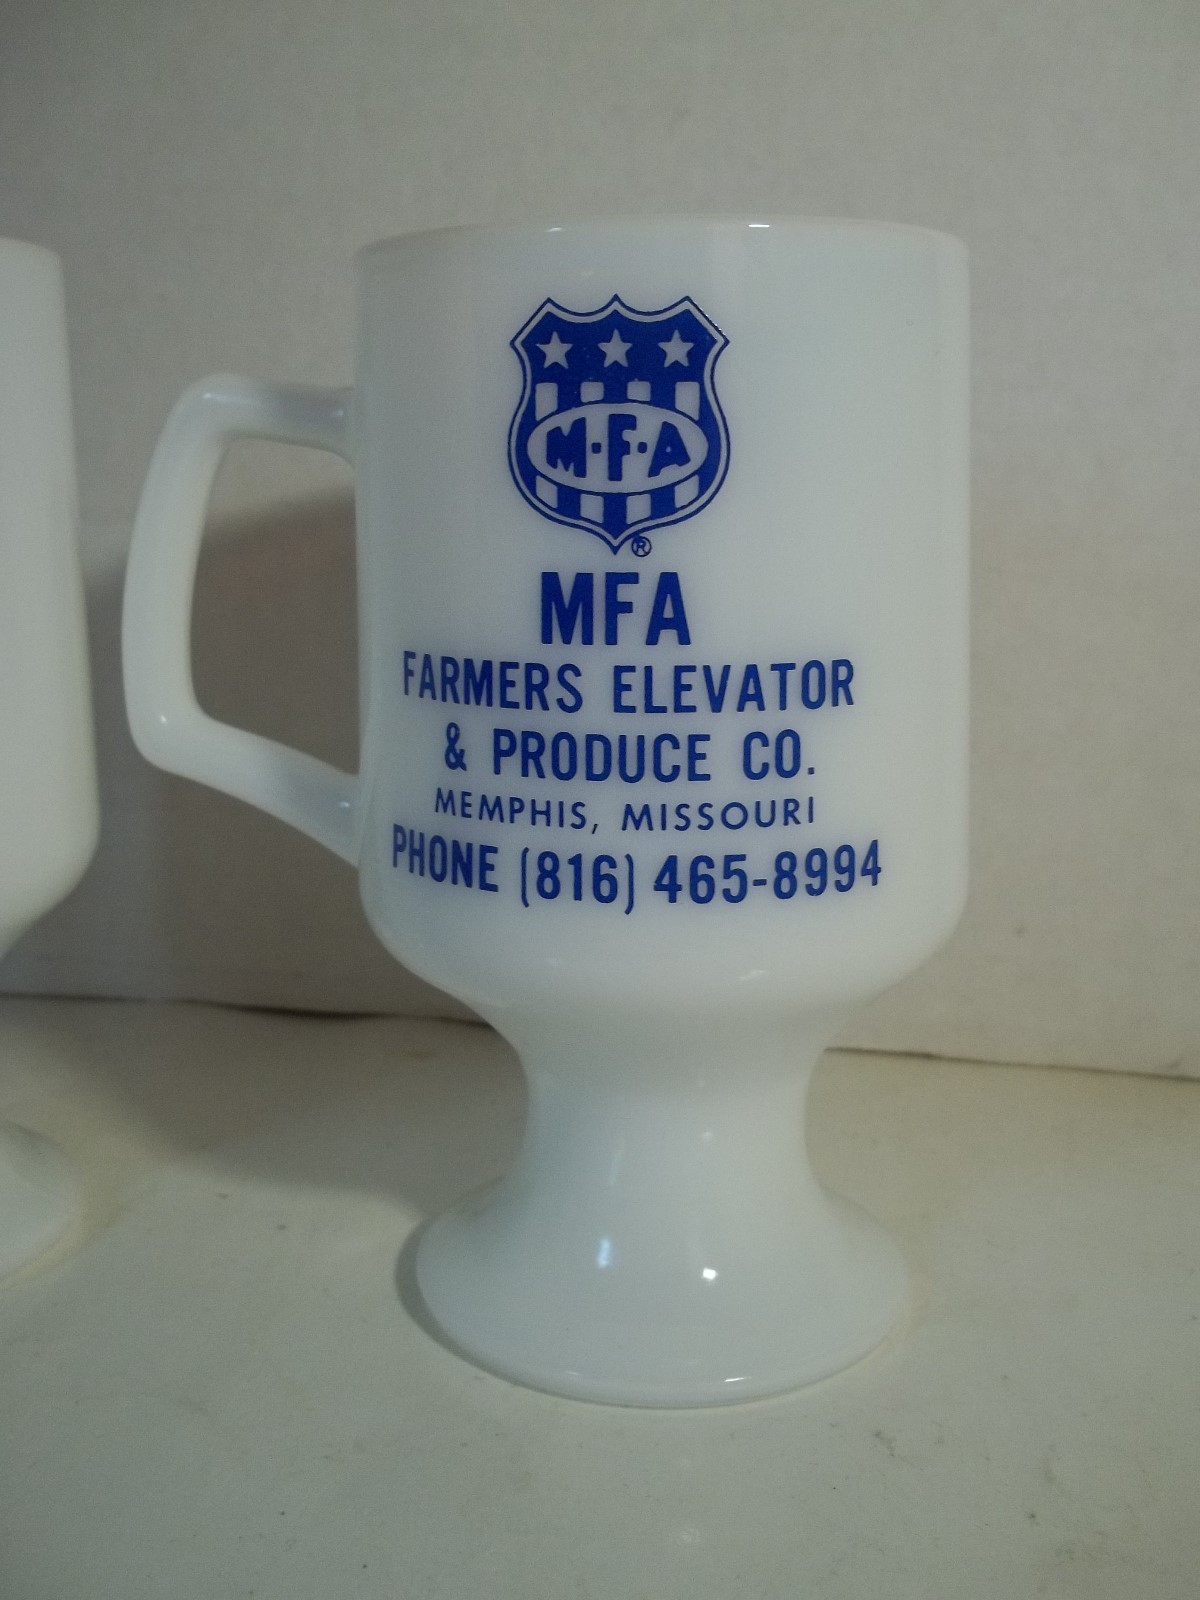 M·F·A
®
MFA
FARMERS ELEVATOR
& PRODUCE CO.
MEMPHIS, MISSOURI
PHONE (816) 465-8994